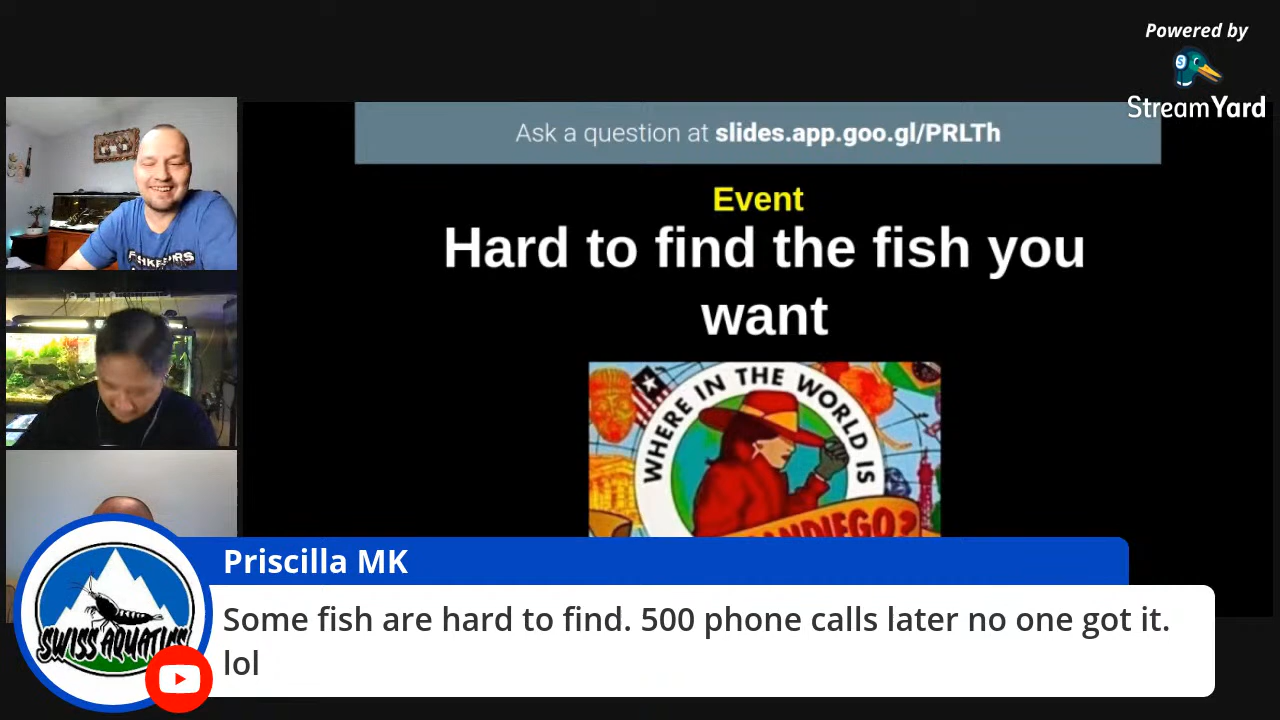 Powered by
StreamYard
Ask a question at slides.app.goo.gl/PRLTh
Event
Hard to find the fish you
want
WHERE IN THE WORLD IS
SANDIEGO?
Priscilla MK
Some fish are hard to find. 500 phone calls later no one got it.
lol
SWISS AQUATICS